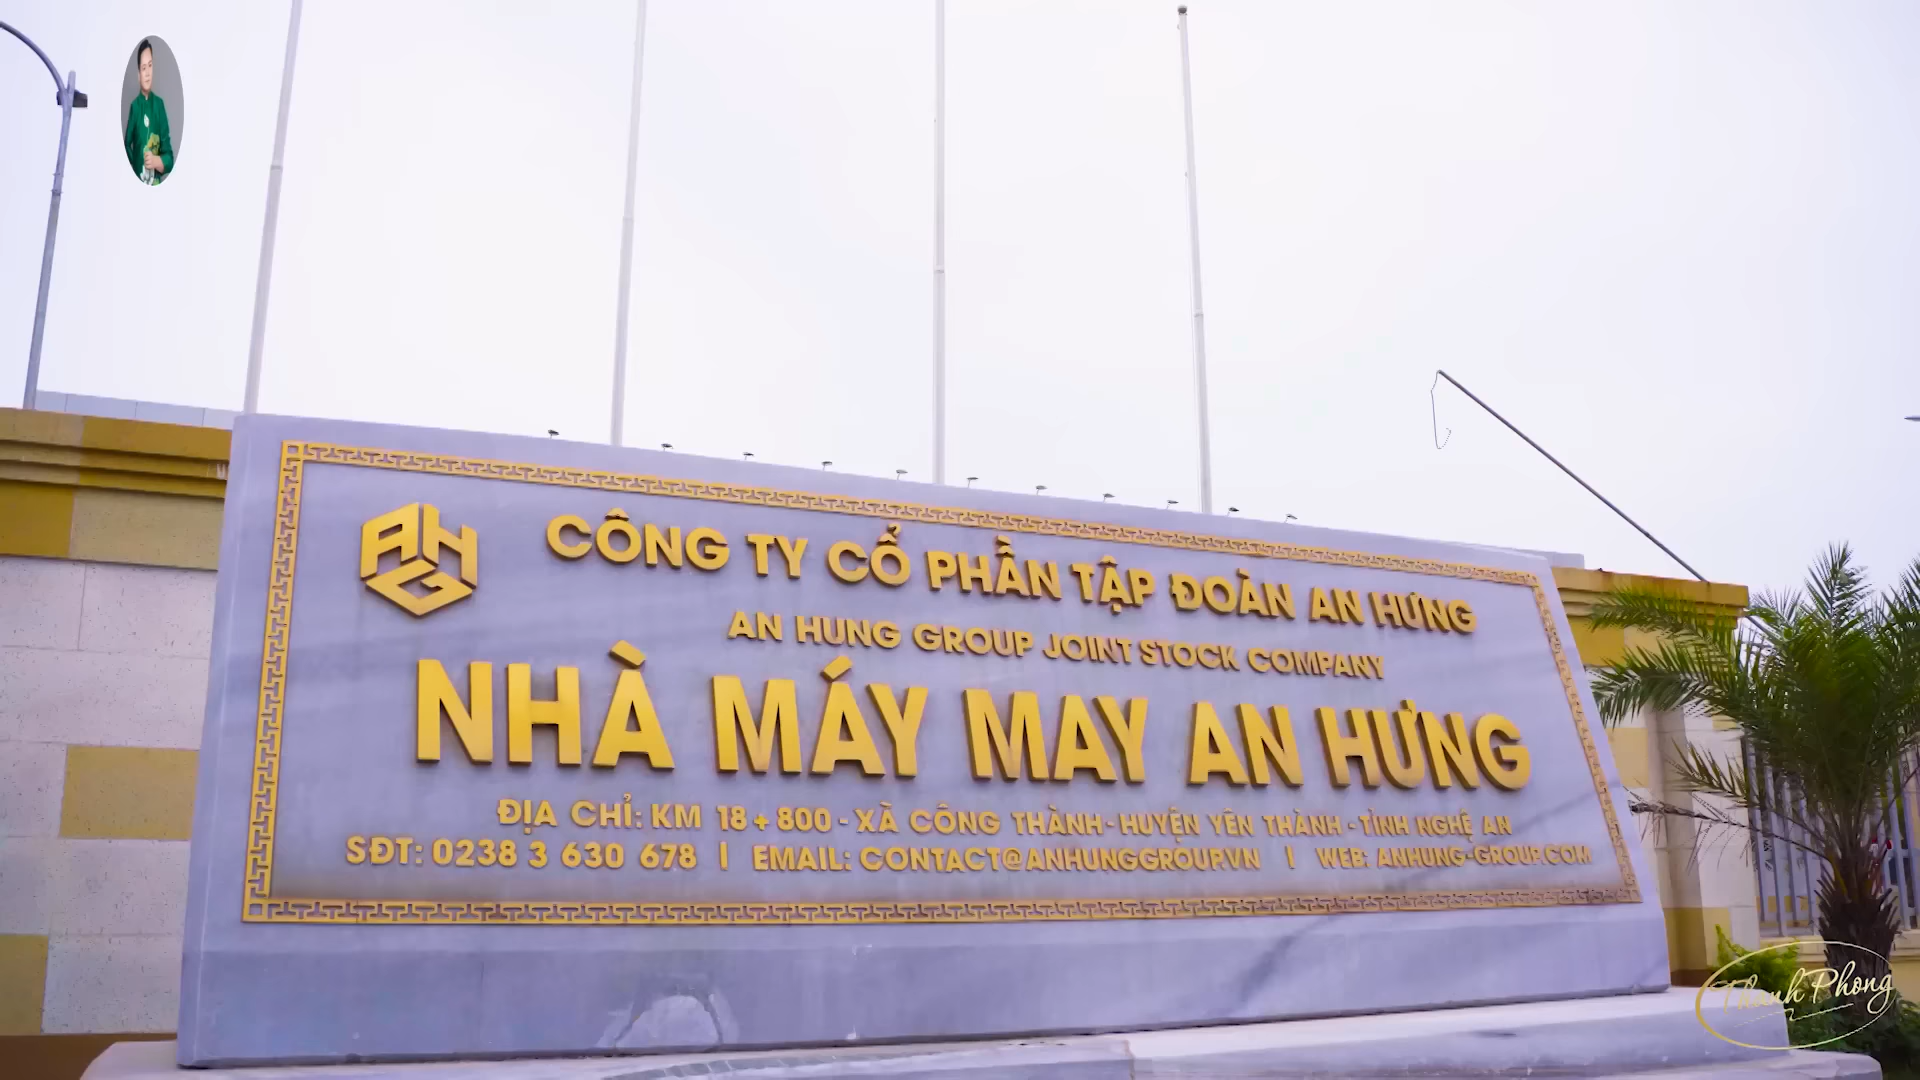 AHG
CÔNG TY CỔ PHẦN TẬP ĐOÀN AN HƯNG
AN HUNG GROUP JOINT STOCK COMPANY
NHÀ MÁY MAY AN HƯNG
ĐỊA CHỈ: KM 18+800 - XÃ CÔNG THÀNH - HUYỆN YÊN THÀNH - TỈNH NGHỆ AN
SĐT: 0238 3 630 678 | EMAIL: CONTACT@ANHUNGGROUP.VN | WEB: ANHUNG-GROUP.COM
Thanh Phong